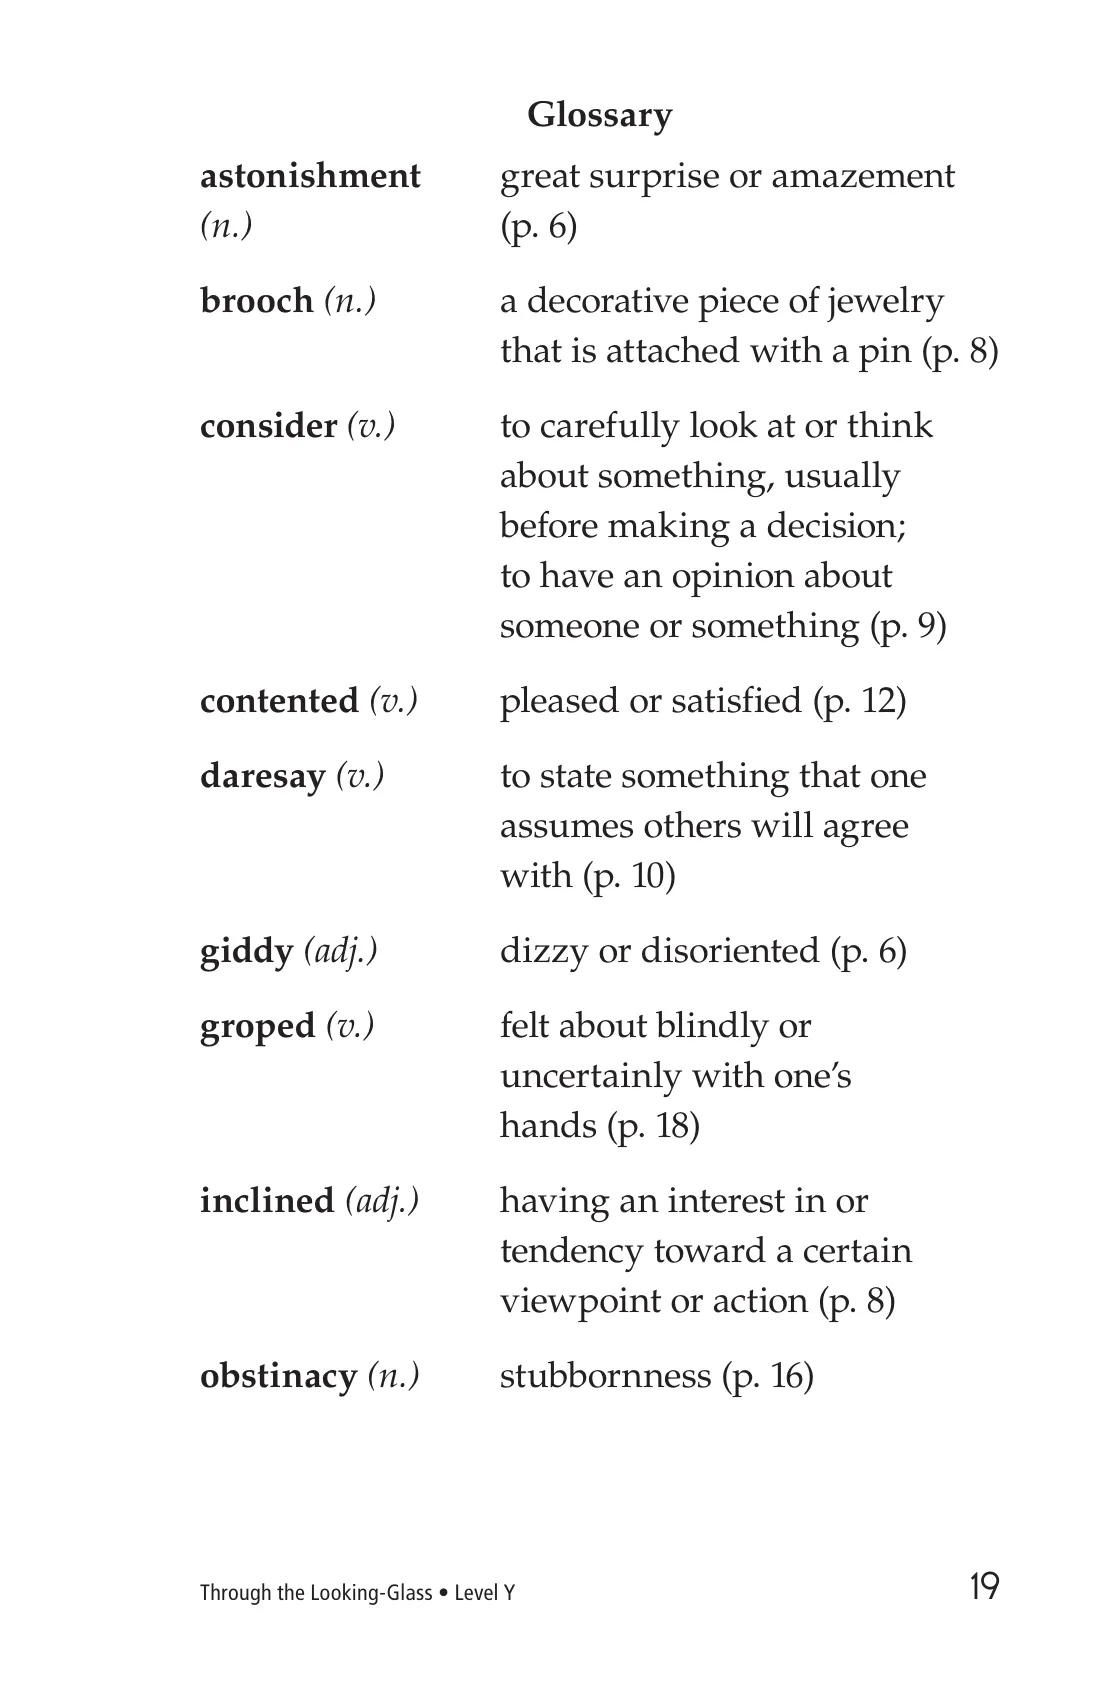 Glossary
astonishment great surprise or amazement
(n.) (p. 6)
brooch (n.) a decorative piece of jewelry
that is attached with a pin (p. 8)
consider (v.) to carefully look at or think
about something, usually
before making a decision;
to have an opinion about
someone or something (p. 9)
contented (v.) pleased or satisfied (p. 12)
daresay (v.) to state something that one
assumes others will agree
with (p. 10)
giddy (adj.) dizzy or disoriented (p. 6)
groped (v.) felt about blindly or
uncertainly with one’s
hands (p. 18)
inclined (adj.) having an interest in or
tendency toward a certain
viewpoint or action (p. 8)
obstinacy (n.) stubbornness (p. 16)
Through the Looking-Glass • Level Y 19